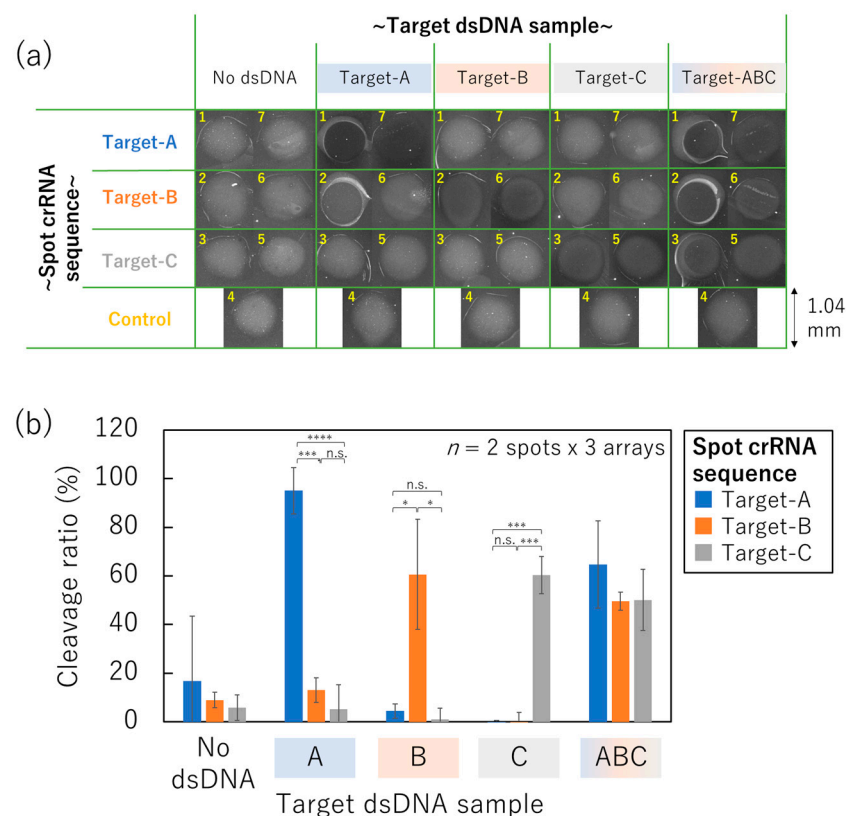 (a)
~Target dsDNA sample~
No dsDNA Target-A Target-B Target-C Target-ABC
~Spot crRNA sequence~
Target-A 1 7 1 7 1 7 1 7 1 7
Target-B 2 6 2 6 2 6 2 6 2 6
Target-C 3 5 3 5 3 5 3 5 3 5
Control 4 4 4 4 4
1.04
mm
(b)
Cleavage ratio (%)
120
100
80
60
40
20
0
n = 2 spots x 3 arrays
****
*** n.s.
n.s.
* *
***
n.s. ***
Spot crRNA
sequence
Target-A
Target-B
Target-C
No
dsDNA
A B C ABC
Target dsDNA sample